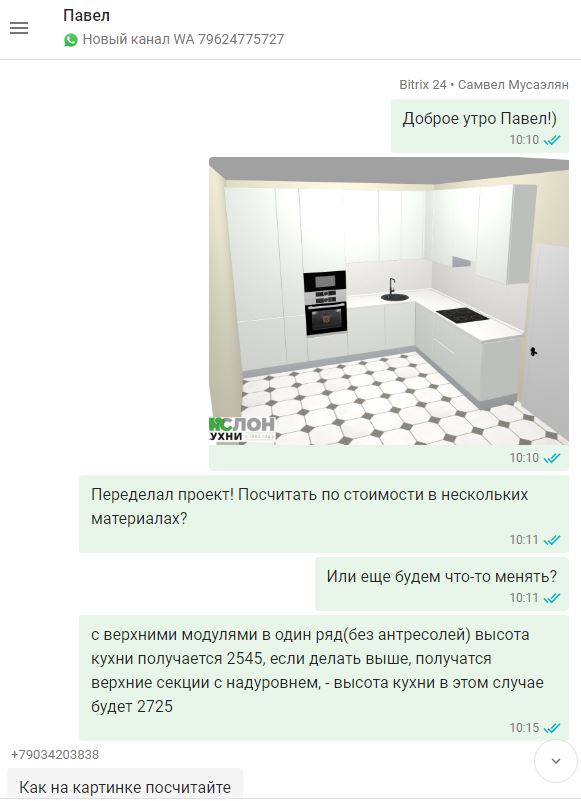 Павел
Новый канал WA 79624775727
Bitrix 24 • Самвел Мусаэлян
Доброе утро Павел!)
10:10
СЛОН
КУХНИ
10:10
Переделал проект! Посчитать по стоимости в нескольких
материалах?
10:11
Или еще будем что-то менять?
10:11
с верхними модулями в один ряд(без антресолей) высота
кухни получается 2545, если делать выше, получатся
верхние секции с надуровнем, - высота кухни в этом случае
будет 2725
10:15
+79034203838
Как на картинке посчитайте